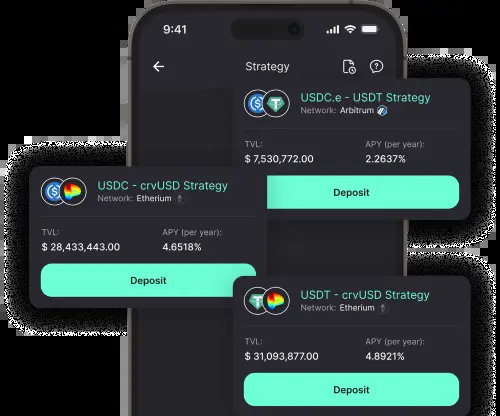 9:41
Strategy
USDC.e - USDT Strategy
Network: Arbitrum
TVL: APY (per year):
$ 7,530,772.00 2.2637%
Deposit
USDC - crvUSD Strategy
Network: Etherium
TVL: APY (per year):
$ 28,433,443.00 4.6518%
Deposit
USDT - crvUSD Strategy
Network: Etherium
TVL: APY (per year):
$ 31,093,877.00 4.8921%
Deposit